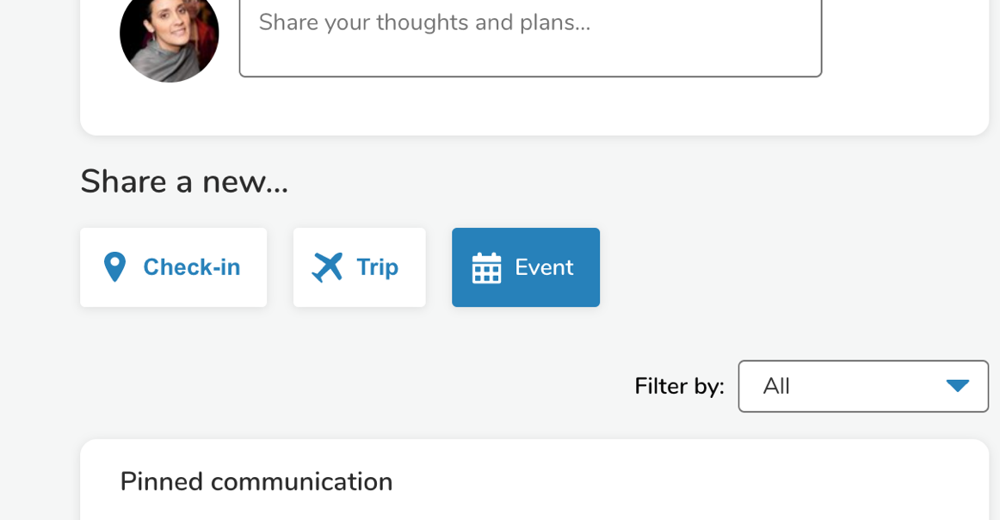 Share your thoughts and plans...
Share a new...
Check-in
Trip
Event
Filter by:
All
Pinned communication